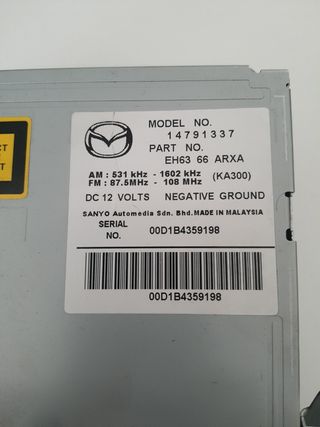 MODEL NO.
14791337
PART NO.
EH63 66 ARXA
AM : 531 kHz - 1602 kHz (KA300)
FM : 87.5MHz - 108 MHz
DC 12 VOLTS NEGATIVE GROUND
SANYO Automedia Sdn. Bhd.MADE IN MALAYSIA
SERIAL NO. 00D1B4359198
00D1B4359198